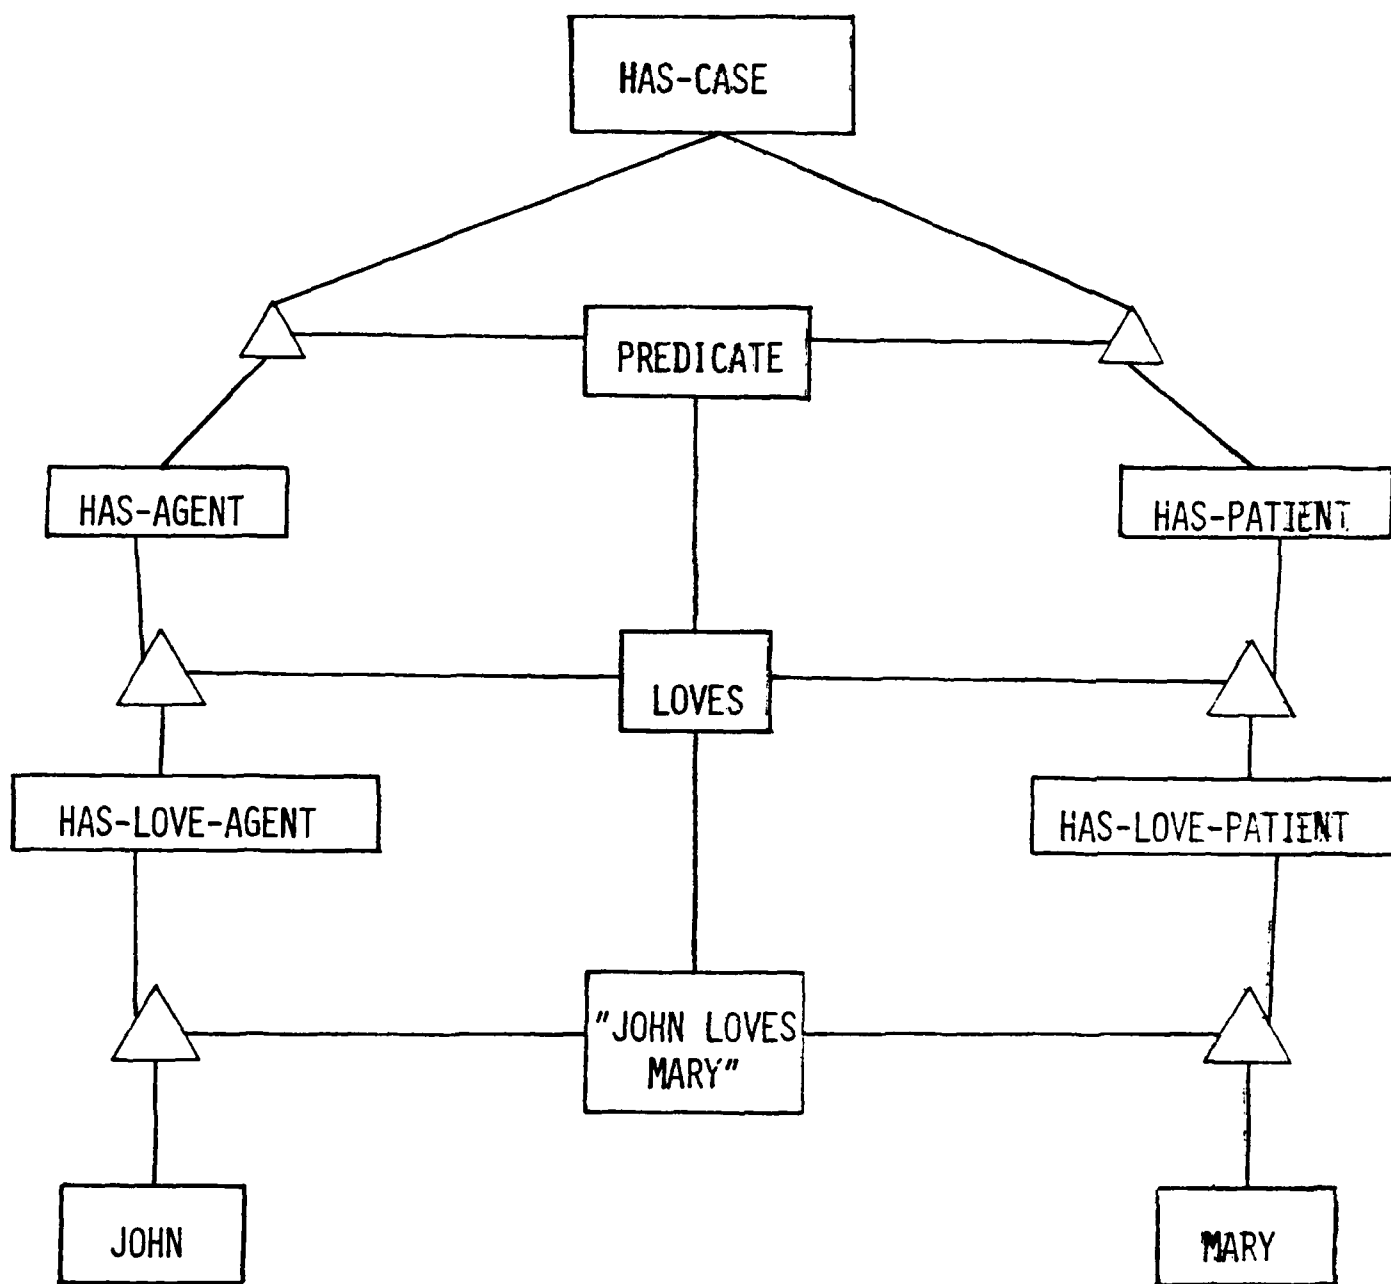 HAS-CASE
PREDICATE
HAS-AGENT
HAS-PATIENT
LOVES
HAS-LOVE-AGENT
HAS-LOVE-PATIENT
"JOHN LOVES
MARY"
JOHN
MARY